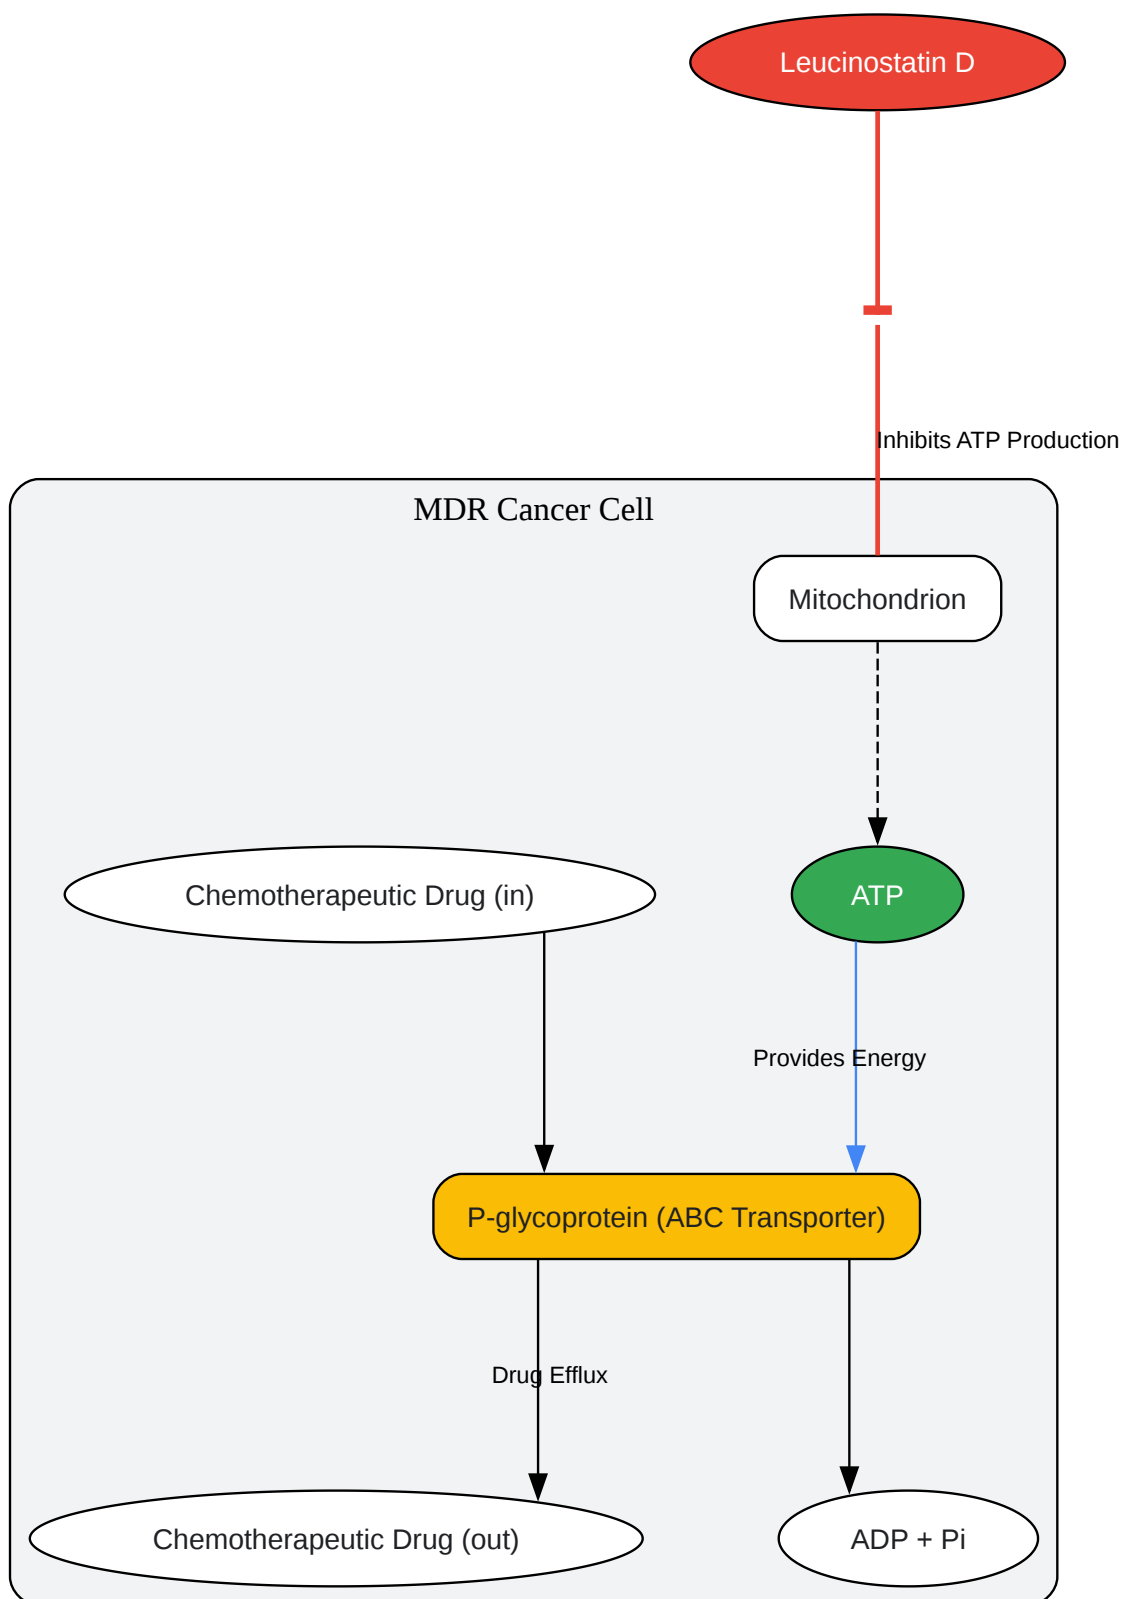 Leucinostatin D
Inhibits ATP Production
MDR Cancer Cell
Mitochondrion
Chemotherapeutic Drug (in)
ATP
Provides Energy
P-glycoprotein (ABC Transporter)
Drug Efflux
Chemotherapeutic Drug (out)
ADP + Pi